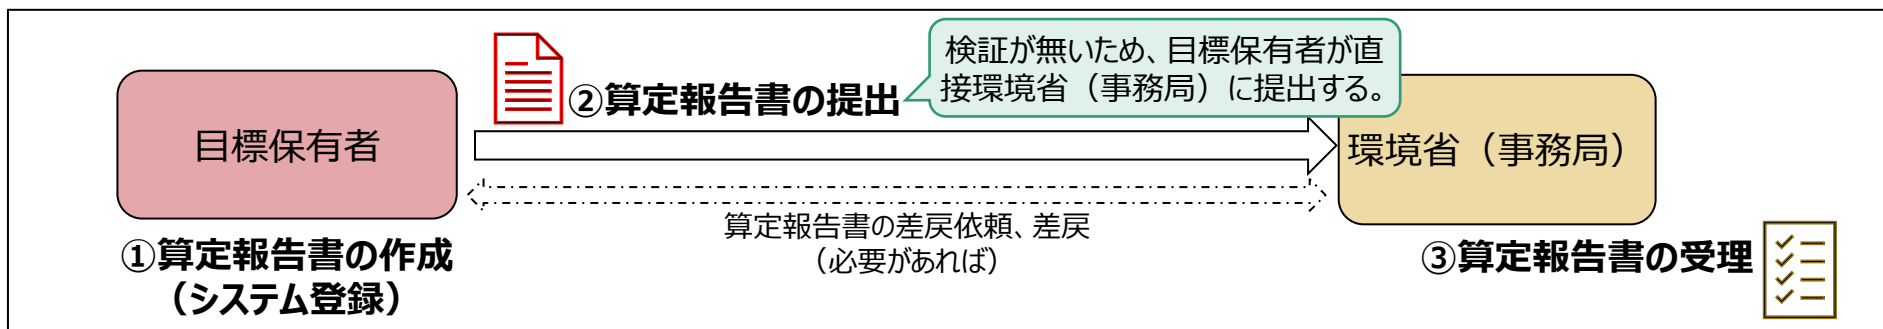 目標保有者
①算定報告書の作成
（システム登録）
②算定報告書の提出
検証が無いため、目標保有者が直
接環境省（事務局）に提出する。
算定報告書の差戻依頼、差戻
（必要があれば）
環境省（事務局）
③算定報告書の受理